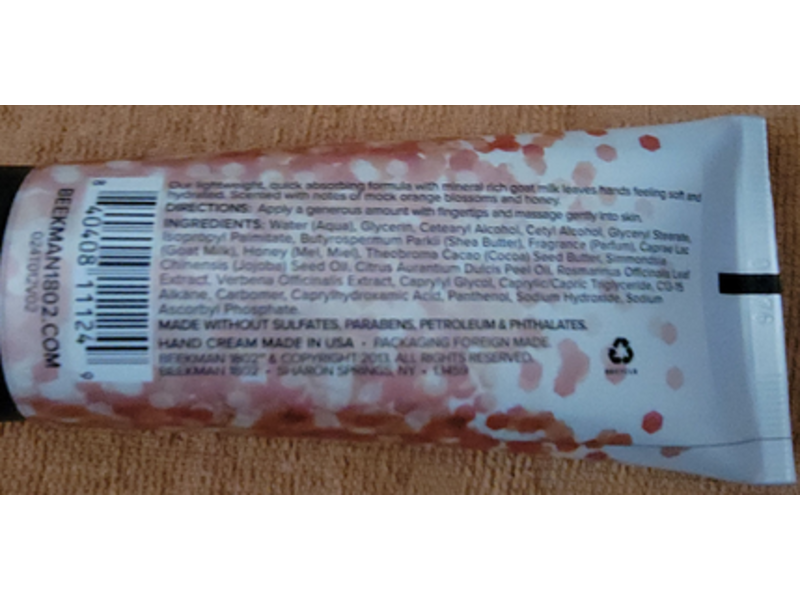 Our lightweight, quick absorbing formula with mineral rich goat milk leaves hands feeling soft and
hydrated. Scented with notes of mock orange blossoms and honey.
DIRECTIONS: Apply a generous amount with fingertips and massage gently into skin.
INGREDIENTS: Water (Aqua), Glycerin, Cetearyl Alcohol, Cetyl Alcohol, Glyceryl Stearate,
Isopropyl Palmitate, Butyrospermum Parkii (Shea Butter), Fragrance (Parfum), Caprae Lac
(Goat Milk), Honey (Mel, Miel), Theobroma Cacao (Cocoa) Seed Butter, Simmondsia
Chinensis (Jojoba) Seed Oil, Citrus Aurantium Dulcis Peel Oil, Rosmarinus Officinalis Leaf
Extract, Verbena Officinalis Extract, Caprylyl Glycol, Caprylic/Capric Triglyceride, C13-15
Alkane, Carbomer, Caprylhydroxamic Acid, Panthenol, Sodium Hydroxide, Sodium
Ascorbyl Phosphate.
MADE WITHOUT SULFATES, PARABENS, PETROLEUM & PHTHALATES.
HAND CREAM MADE IN USA • PACKAGING FOREIGN MADE.
BEEKMAN 1802™ & COPYRIGHT 2013. ALL RIGHTS RESERVED.
BEEKMAN 1802 • SHARON SPRINGS, NY • LM59
RECYCLE
8 40408 11124 9
BEEKMAN1802.COM